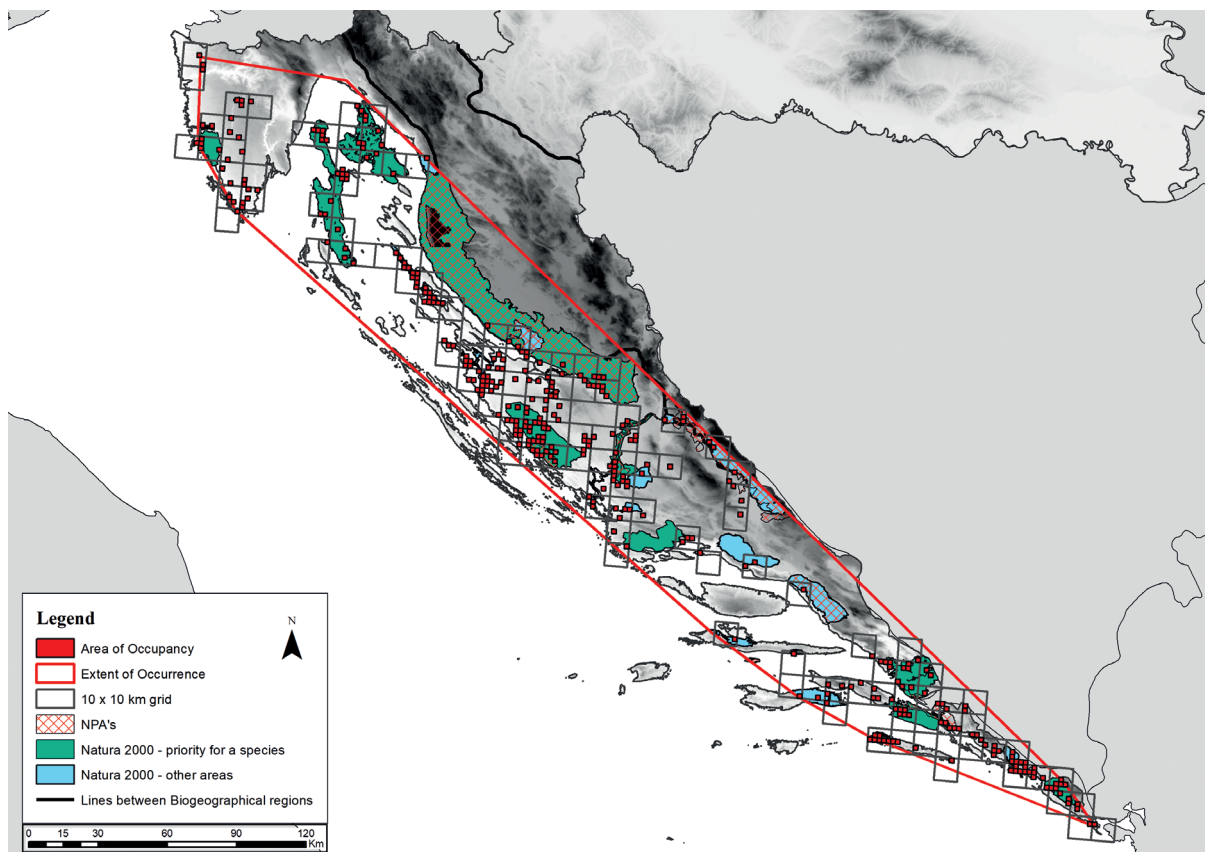 Legend
N
Area of Occupancy
Extent of Occurrence
10 x 10 km grid
NPA's
Natura 2000 - priority for a species
Natura 2000 - other areas
Lines between Biogeographical regions
0 15 30 60 90 120
Km